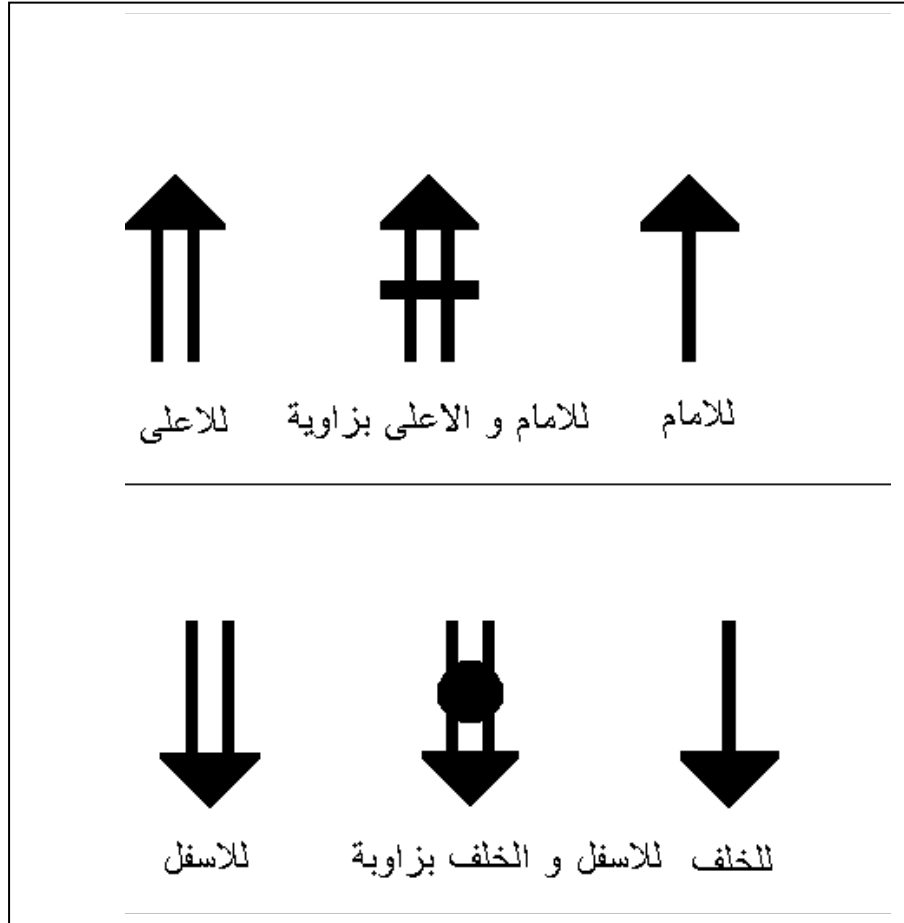 للامام
للامام و الاعلى بزاوية
للاعلى
للخلف
للاسفل و الخلف بزاوبة
للاسفل